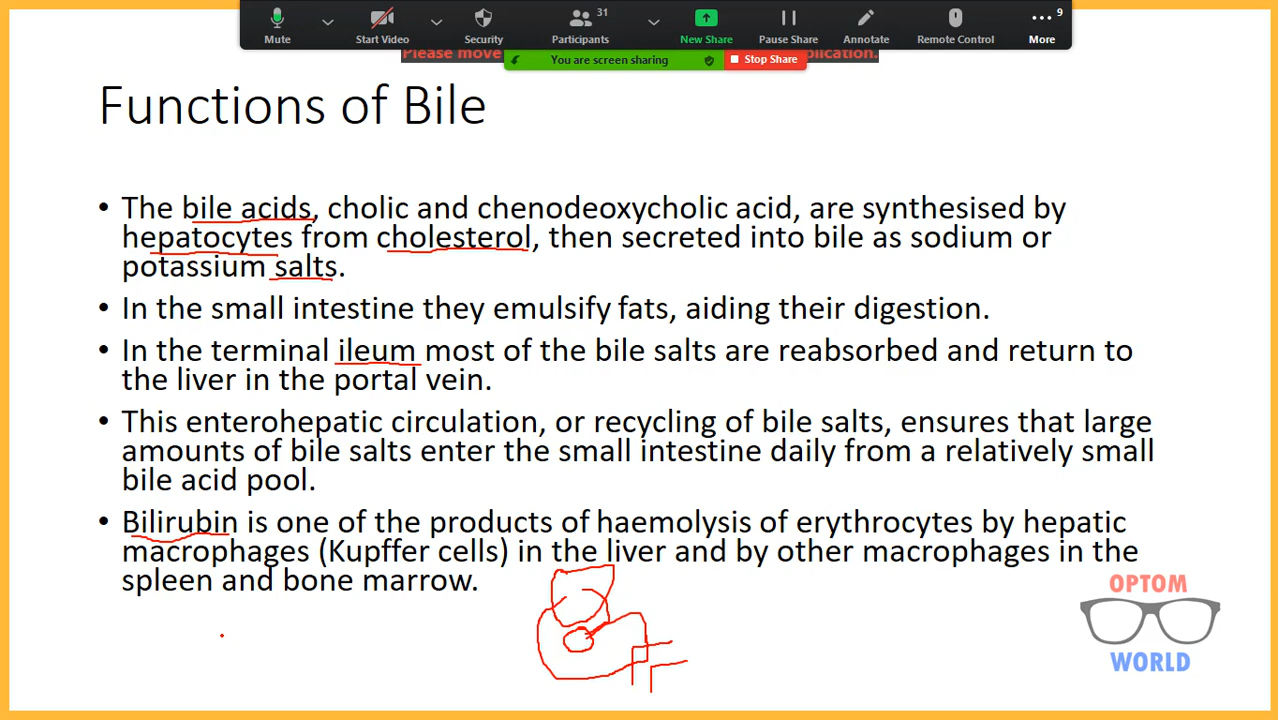 31
9
Mute
Start Video
Security
Participants
New Share
Pause Share
Annotate
Remote Control
More
Please move
You are screen sharing
Stop Share
plication.
Functions of Bile
• The bile acids, cholic and chenodeoxycholic acid, are synthesised by
hepatocytes from cholesterol, then secreted into bile as sodium or
potassium salts.
• In the small intestine they emulsify fats, aiding their digestion.
• In the terminal ileum most of the bile salts are reabsorbed and return to
the liver in the portal vein.
• This enterohepatic circulation, or recycling of bile salts, ensures that large
amounts of bile salts enter the small intestine daily from a relatively small
bile acid pool.
• Bilirubin is one of the products of haemolysis of erythrocytes by hepatic
macrophages (Kupffer cells) in the liver and by other macrophages in the
spleen and bone marrow.
OPTOM
WORLD